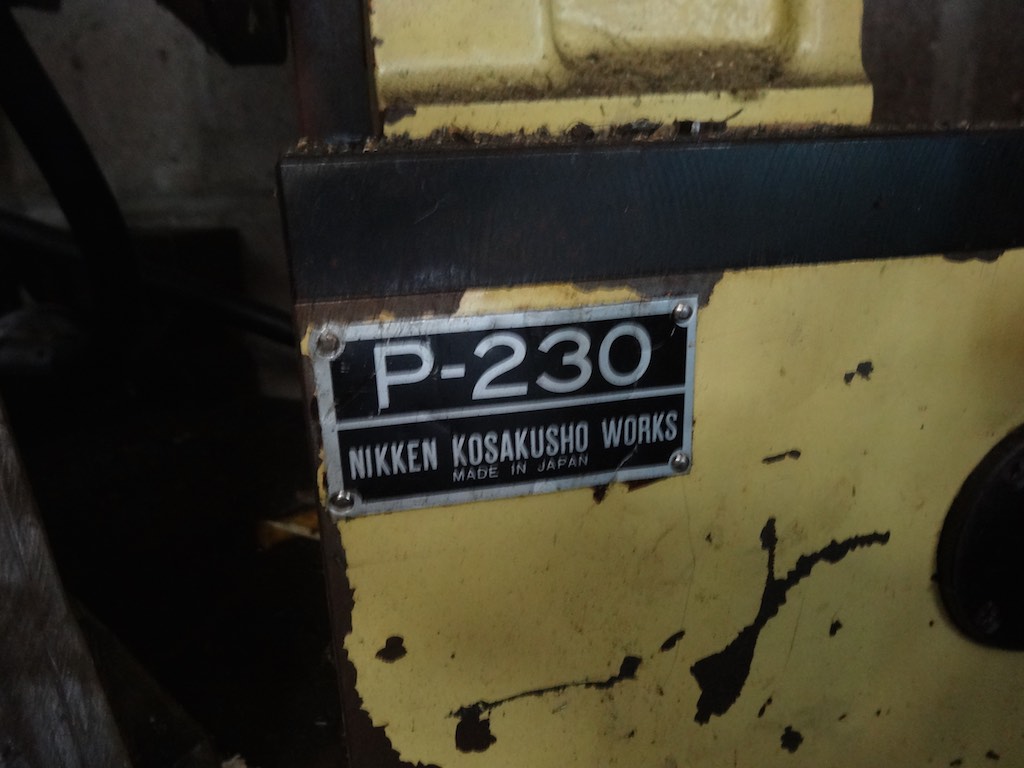 P-230
NIKKEN KOSAKUSHO WORKS
MADE IN JAPAN